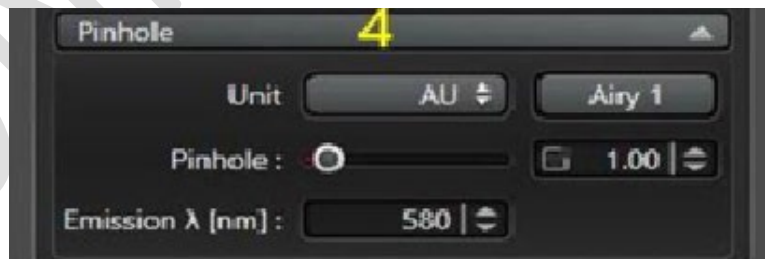 Pinhole 4
Unit AU Airy 1
Pinhole : 1.00
Emission λ [nm] : 580